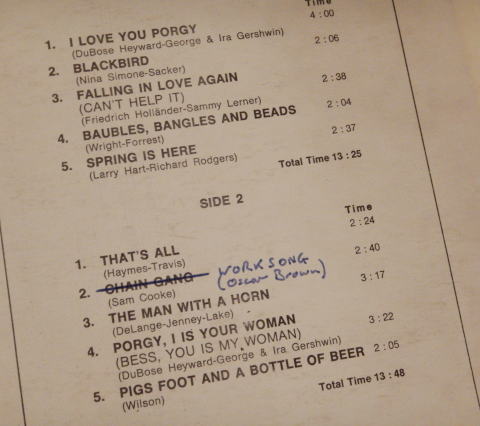 Time
1. I LOVE YOU PORGY 4:00
(DuBose Heyward-George & Ira Gershwin)
2. BLACKBIRD 2:06
(Nina Simone-Sacker)
3. FALLING IN LOVE AGAIN 2:38
(CAN'T HELP IT)
(Friedrich Holländer-Sammy Lerner)
4. BAUBLES, BANGLES AND BEADS 2:04
(Wright-Forrest)
5. SPRING IS HERE 2:37
(Larry Hart-Richard Rodgers)
Total Time 13:25
SIDE 2
Time
1. THAT'S ALL 2:24
(Haymes-Travis)
2. CHAIN GANG WORKSONG 2:40
(Sam Cooke) (Oscar Brown)
3. THE MAN WITH A HORN 3:17
(DeLange-Jenney-Lake)
4. PORGY, I IS YOUR WOMAN 3:22
(BESS, YOU IS MY WOMAN)
(DuBose Heyward-George & Ira Gershwin)
5. PIGS FOOT AND A BOTTLE OF BEER 2:05
(Wilson)
Total Time 13:48